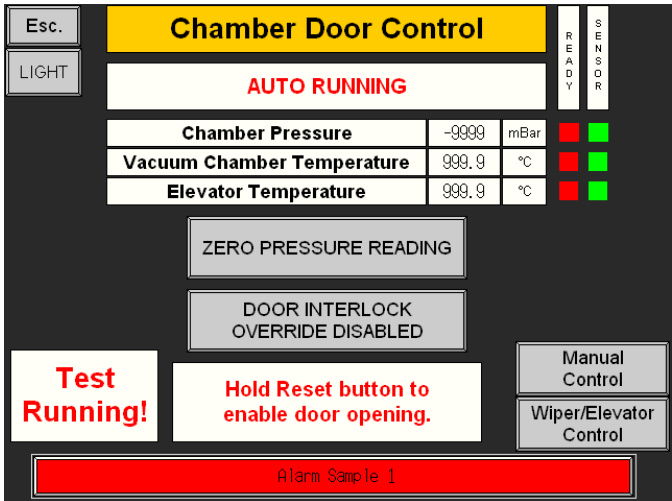 Esc.
Chamber Door Control
READY
SENSOR
LIGHT
AUTO RUNNING
Chamber Pressure -9999 mBar
Vacuum Chamber Temperature 999.9 °C
Elevator Temperature 999.9 °C
ZERO PRESSURE READING
DOOR INTERLOCK
OVERRIDE DISABLED
Test
Running!
Hold Reset button to
enable door opening.
Manual
Control
Wiper/Elevator
Control
Alarm Sample 1